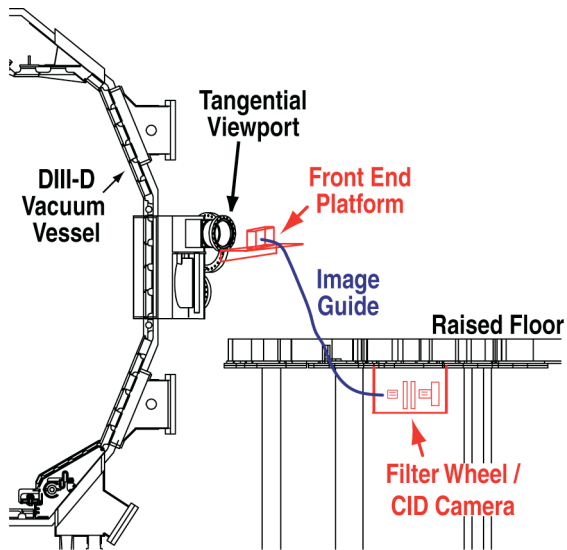 Tangential
Viewport
DIII-D
Vacuum
Vessel
Front End
Platform
Image
Guide
Raised Floor
Filter Wheel /
CID Camera